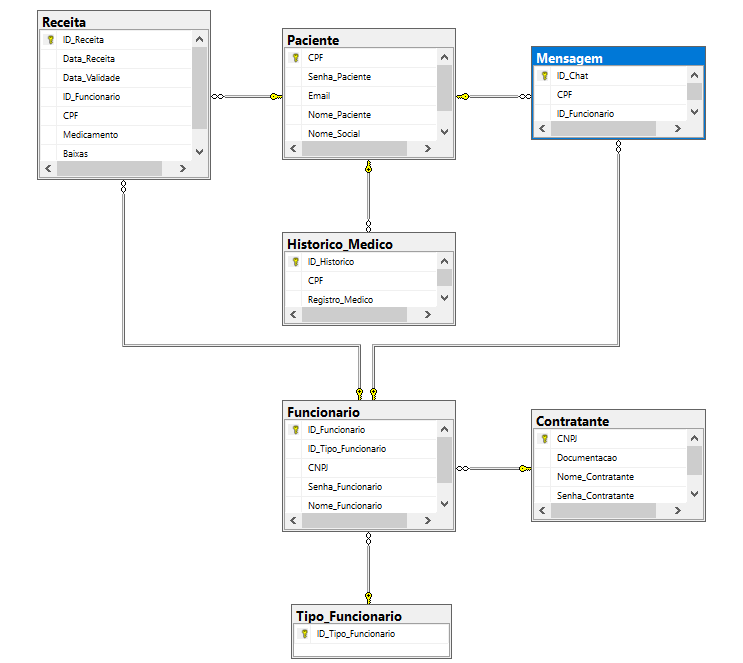 Receita
ID_Receita
Data_Receita
Data_Validade
ID_Funcionario
CPF
Medicamento
Baixas
Paciente
CPF
Senha_Paciente
Email
Nome_Paciente
Nome_Social
Mensagem
ID_Chat
CPF
ID_Funcionario
Historico_Medico
ID_Historico
CPF
Registro_Medico
Funcionario
ID_Funcionario
ID_Tipo_Funcionario
CNPJ
Senha_Funcionario
Nome_Funcionario
Contratante
CNPJ
Documentacao
Nome_Contratante
Senha_Contratante
Tipo_Funcionario
ID_Tipo_Funcionario